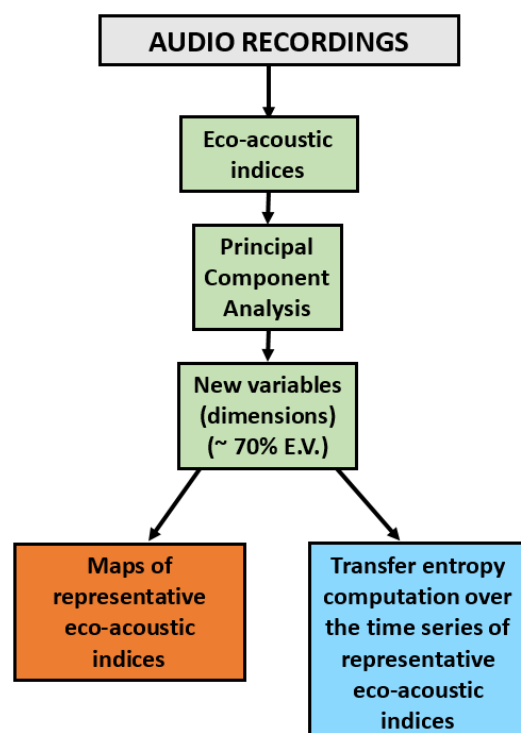 AUDIO RECORDINGS
Eco-acoustic
indices
Principal
Component
Analysis
New variables
(dimensions)
(~ 70% E.V.)
Maps of
representative
eco-acoustic
indices
Transfer entropy
computation over
the time series of
representative
eco-acoustic
indices